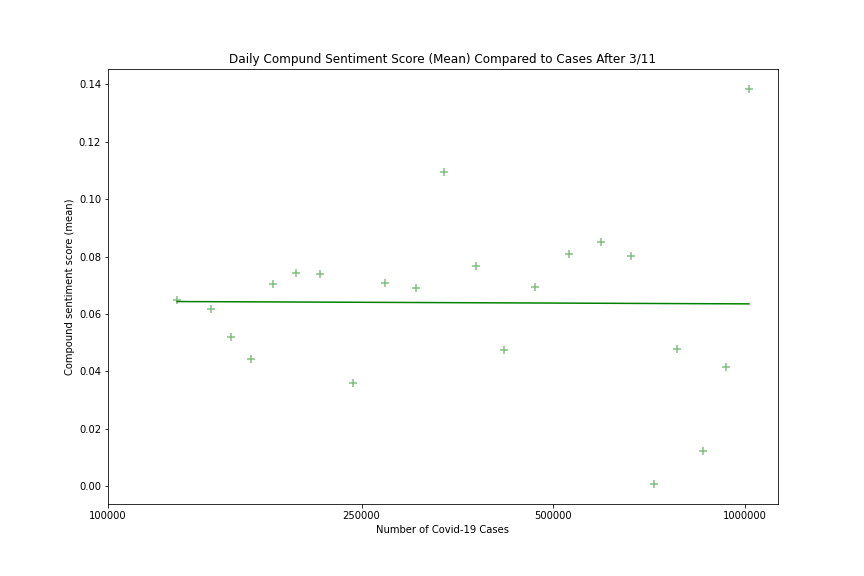 Daily Compund Sentiment Score (Mean) Compared to Cases After 3/11
0.14
0.12
0.10
0.08
0.06
0.04
0.02
0.00
Compound sentiment score (mean)
100000 250000 500000 1000000
Number of Covid-19 Cases